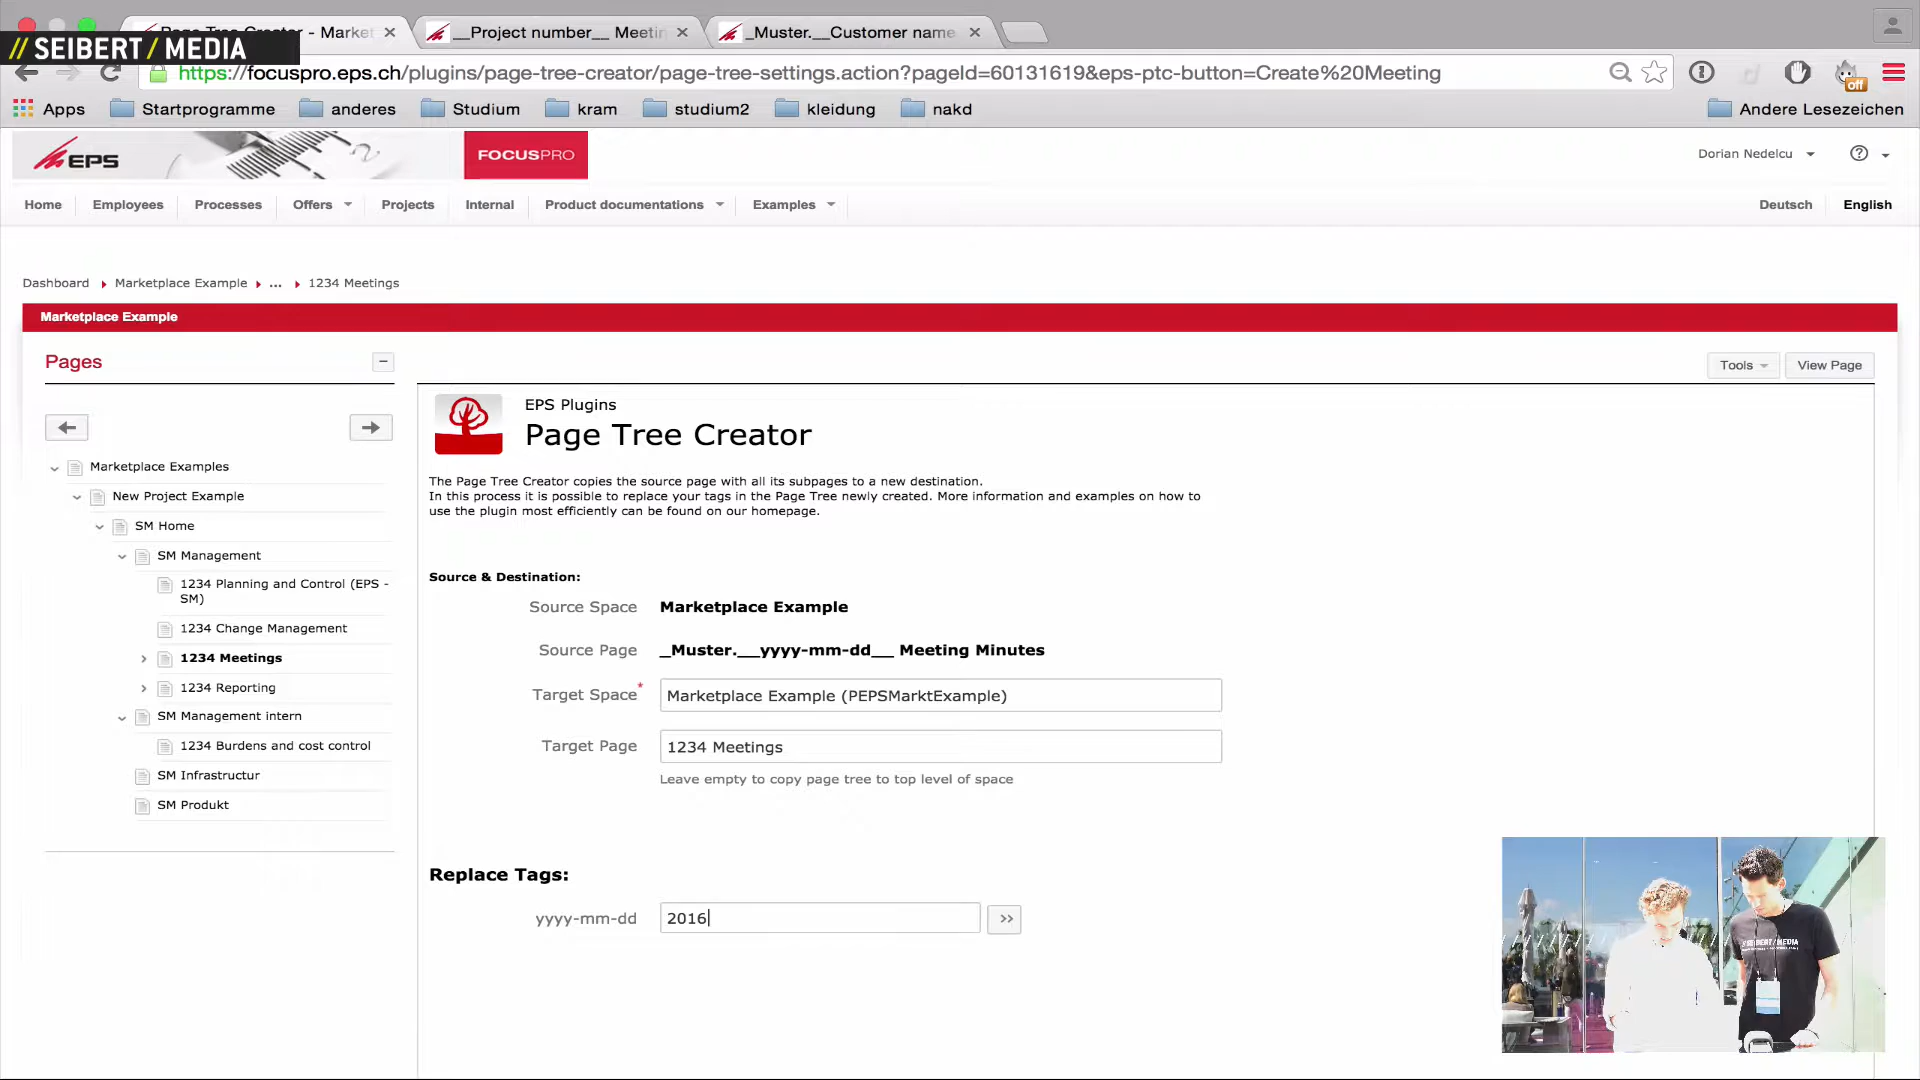 Page Tree Creator - Market
__Project number__ Meetin
_Muster.__Customer name
// SEIBERT / MEDIA
https://focuspro.eps.ch/plugins/page-tree-creator/page-tree-settings.action?pageId=60131619&eps-ptc-button=Create%20Meeting
off
Apps Startprogramme anderes Studium kram studium2 kleidung nakd Andere Lesezeichen
EPS
FOCUSPRO
Dorian Nedelcu
Home Employees Processes Offers Projects Internal Product documentations Examples Deutsch English
Dashboard Marketplace Example ... 1234 Meetings
Marketplace Example
Pages
Tools View Page
Marketplace Examples
New Project Example
SM Home
SM Management
1234 Planning and Control (EPS -
SM)
1234 Change Management
1234 Meetings
1234 Reporting
SM Management intern
1234 Burdens and cost control
SM Infrastructur
SM Produkt
EPS Plugins
Page Tree Creator
The Page Tree Creator copies the source page with all its subpages to a new destination.
In this process it is possible to replace your tags in the Page Tree newly created. More information and examples on how to
use the plugin most efficiently can be found on our homepage.
Source & Destination:
Source Space Marketplace Example
Source Page _Muster.__yyyy-mm-dd__ Meeting Minutes
Target Space* Marketplace Example (PEPSMarktExample)
Target Page 1234 Meetings
Leave empty to copy page tree to top level of space
Replace Tags:
yyyy-mm-dd 2016 >>
// SEIBERT / MEDIA